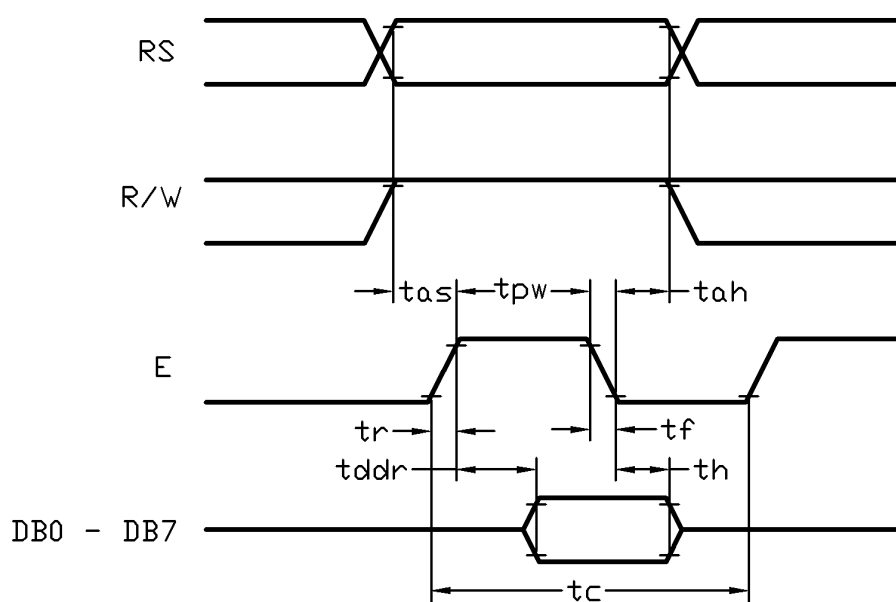 RS
R/W
tas
tpw
tah
E
tr
tf
tddr
th
DB0 - DB7
tc